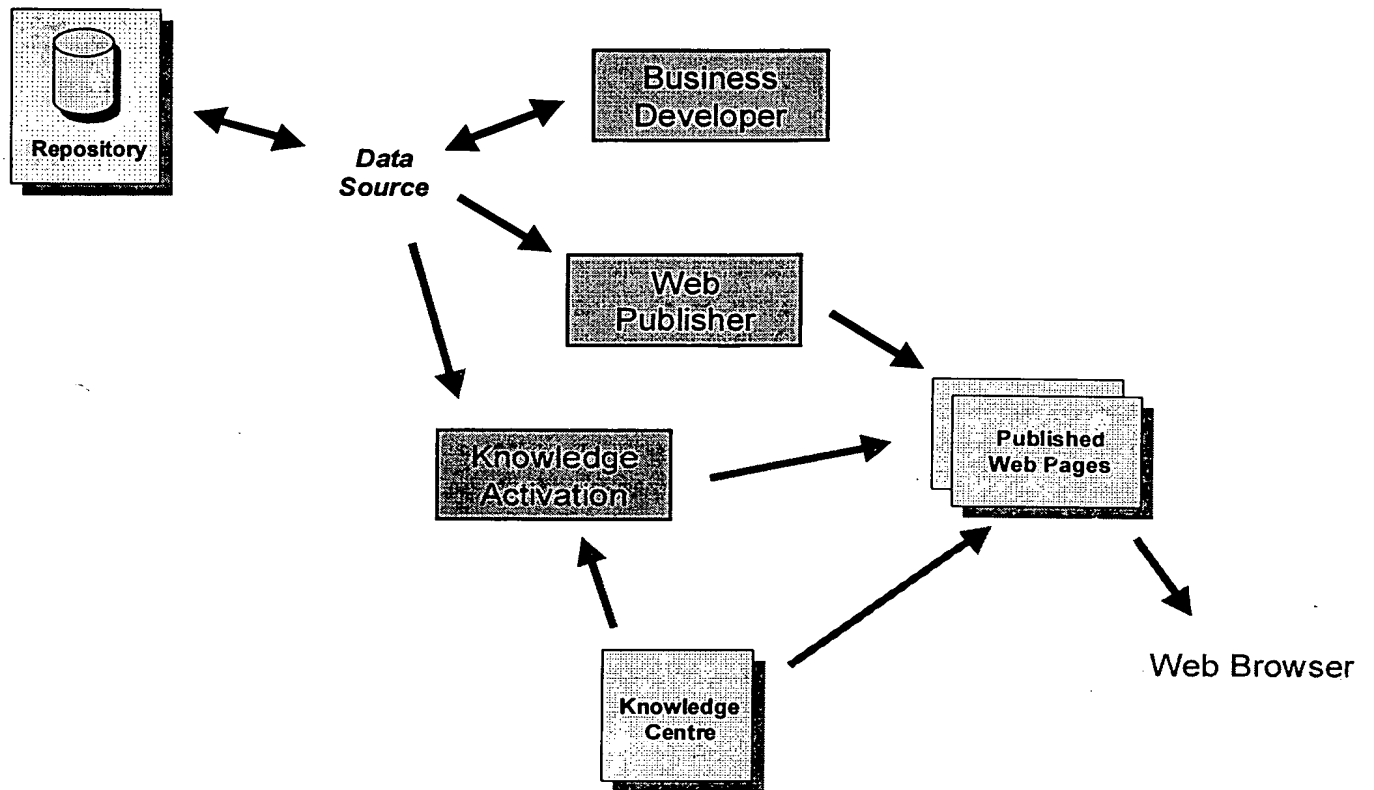 Repository
Data
Source
Business
Developer
Web
Publisher
Knowledge
Activation
Published
Web Pages
Knowledge
Centre
Web Browser